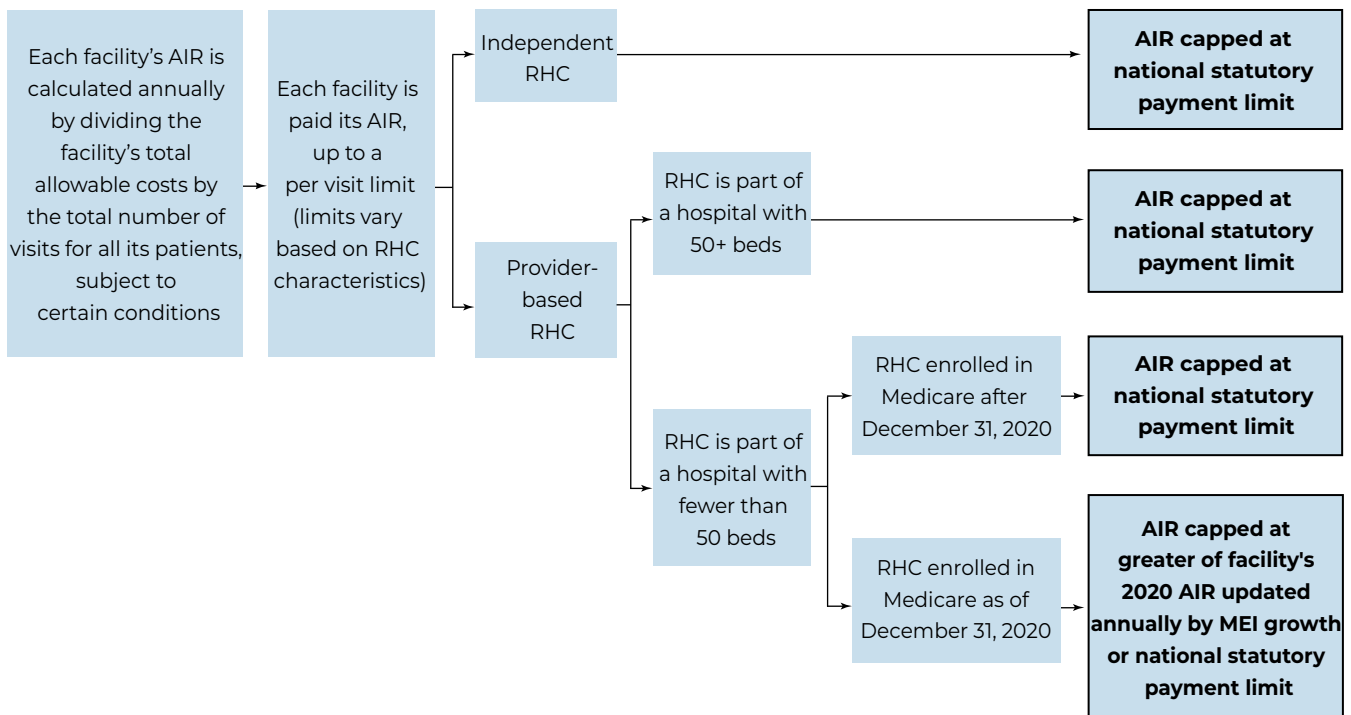 Each facility’s AIR is
calculated annually
by dividing the
facility’s total
allowable costs by
the total number of
visits for all its patients,
subject to
certain conditions
Each facility is
paid its AIR,
up to a
per visit limit
(limits vary
based on RHC
characteristics)
Independent
RHC
AIR capped at
national statutory
payment limit
Provider-
based
RHC
RHC is part of
a hospital with
50+ beds
AIR capped at
national statutory
payment limit
RHC is part of
a hospital with
fewer than
50 beds
RHC enrolled in
Medicare after
December 31, 2020
AIR capped at
national statutory
payment limit
RHC enrolled in
Medicare as of
December 31, 2020
AIR capped at
greater of facility's
2020 AIR updated
annually by MEI growth
or national statutory
payment limit